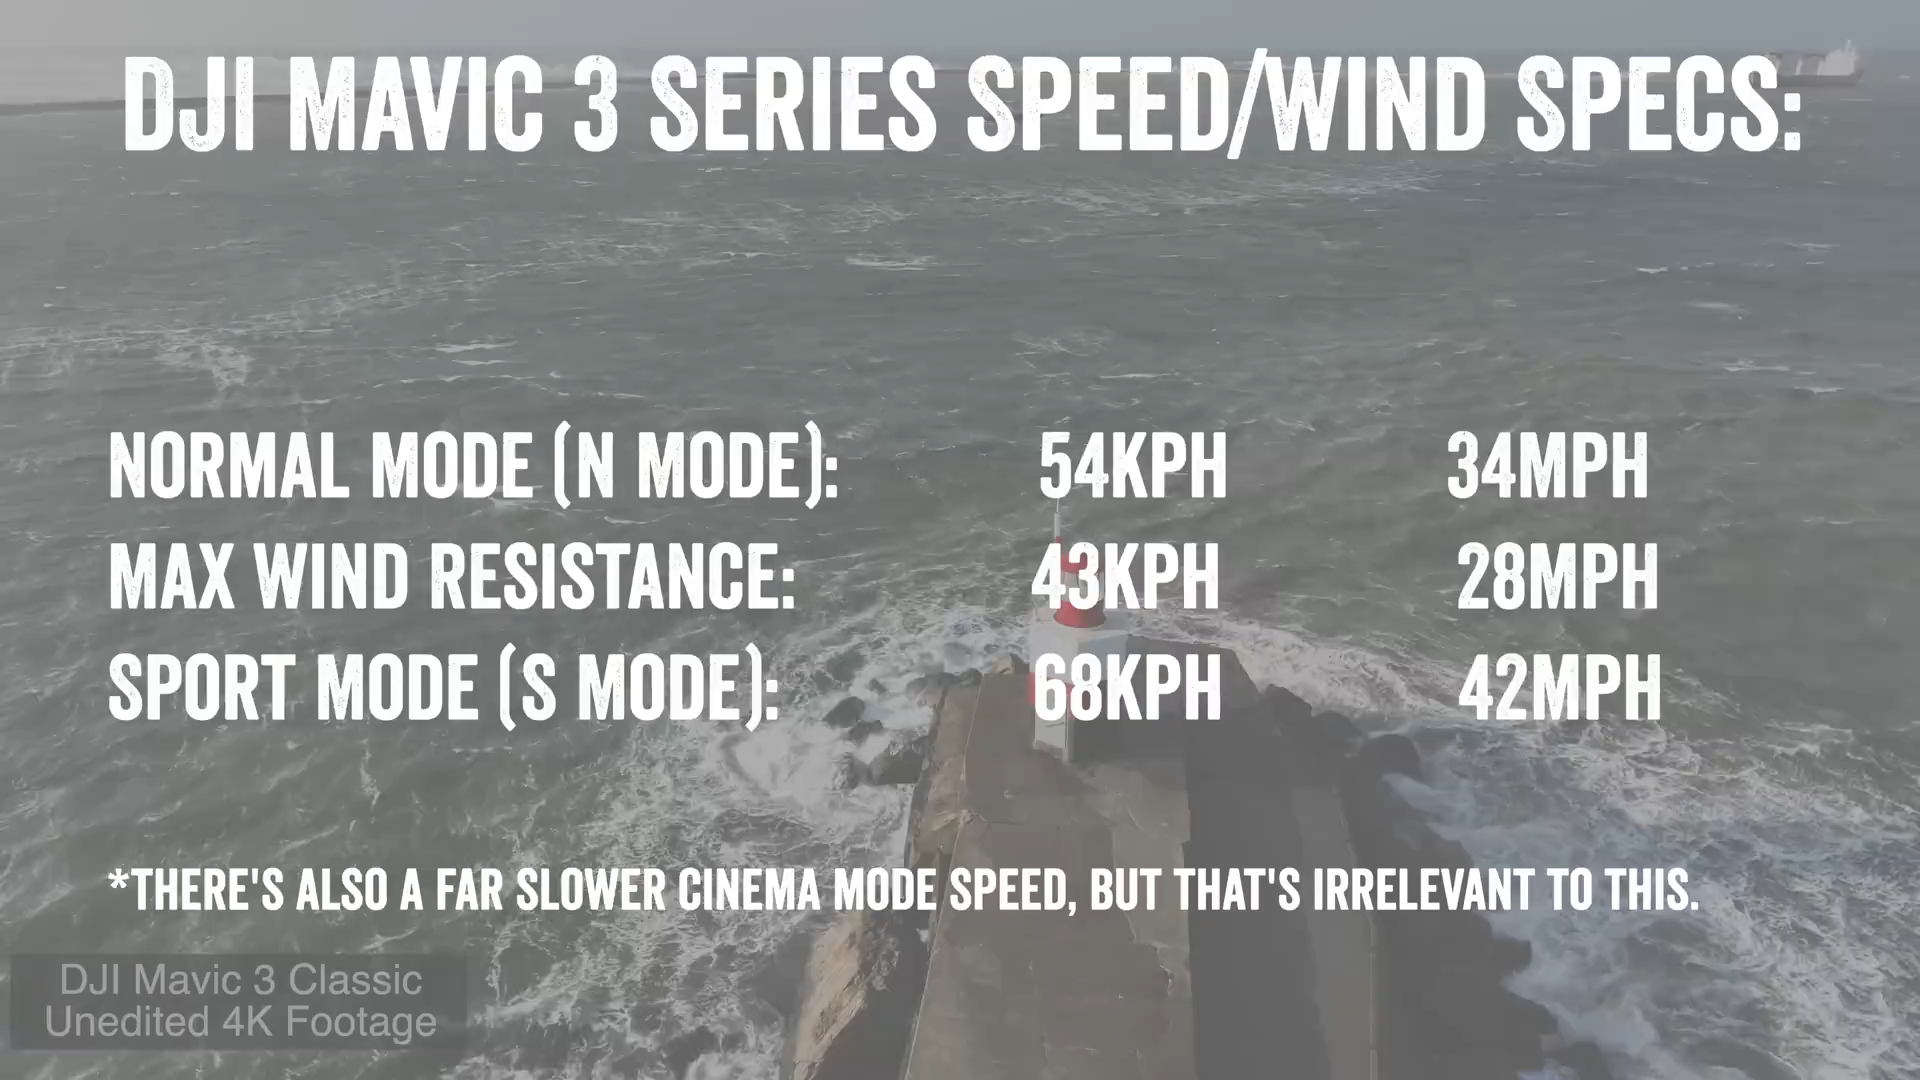 DJI MAVIC 3 SERIES SPEED/WIND SPECS:
NORMAL MODE (N MODE): 54KPH 34MPH
MAX WIND RESISTANCE: 43KPH 28MPH
SPORT MODE (S MODE): 68KPH 42MPH
*THERE'S ALSO A FAR SLOWER CINEMA MODE SPEED, BUT THAT'S IRRELEVANT TO THIS.
DJI Mavic 3 Classic
Unedited 4K Footage